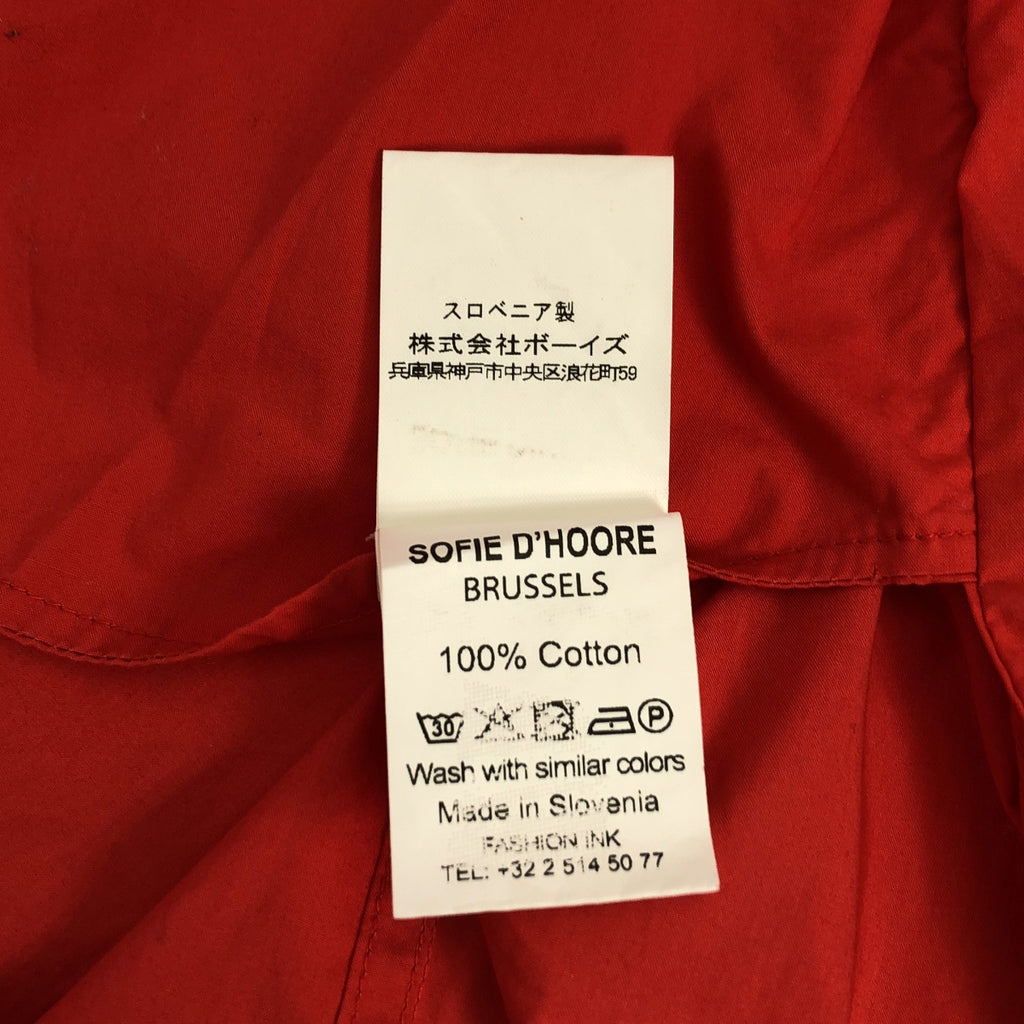 スロベニア製
株式会社ボーイズ
兵庫県神戸市中央区浪花町59
SOFIE D'HOORE
BRUSSELS
100% Cotton
30 P
Wash with similar colors
Made in Slovenia
FASHION INK
TEL: +32 2 514 50 77